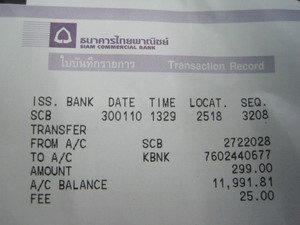 ธนาคารไทยพาณิชย์
SIAM COMMERCIAL BANK
ใบบันทึกรายการ Transaction Record
ISS. BANK DATE TIME LOCAT. SEQ.
SCB 300110 1329 2518 3208
TRANSFER
FROM A/C SCB 2722028
TO A/C KBNK 7602440677
AMOUNT 299.00
A/C BALANCE 11,991.81
FEE 25.00